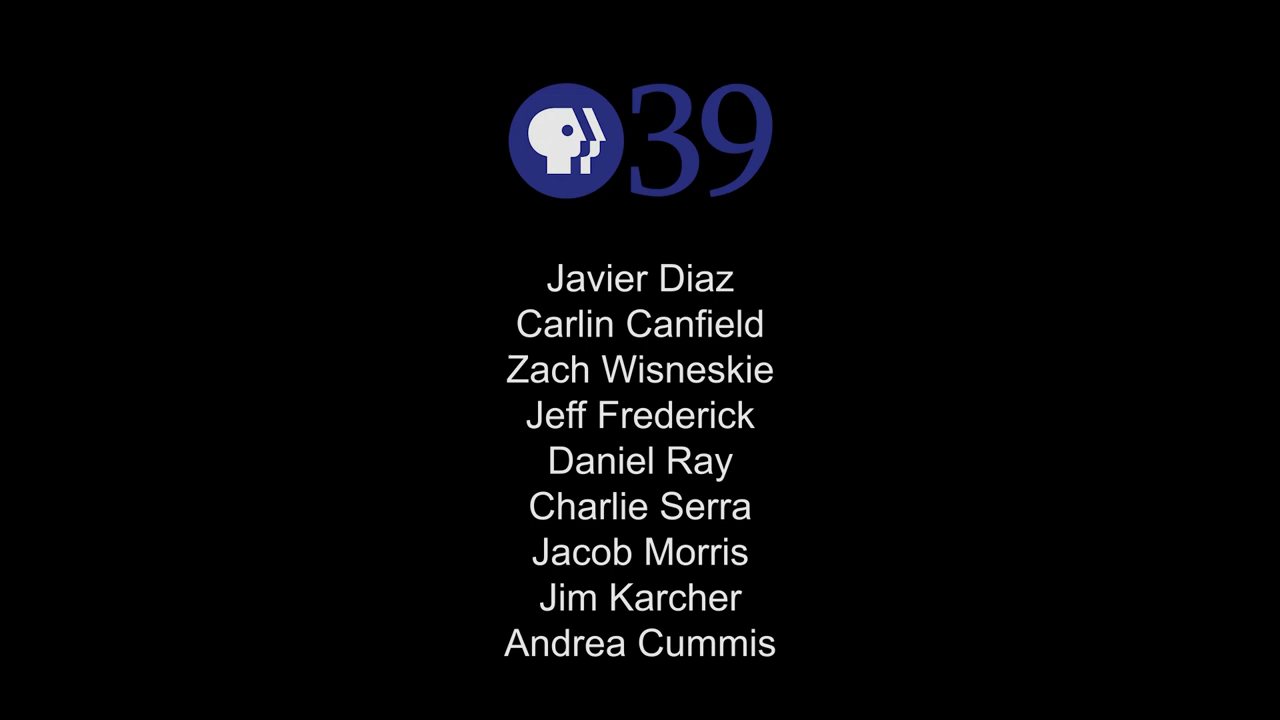 39
Javier Diaz
Carlin Canfield
Zach Wisneskie
Jeff Frederick
Daniel Ray
Charlie Serra
Jacob Morris
Jim Karcher
Andrea Cummis